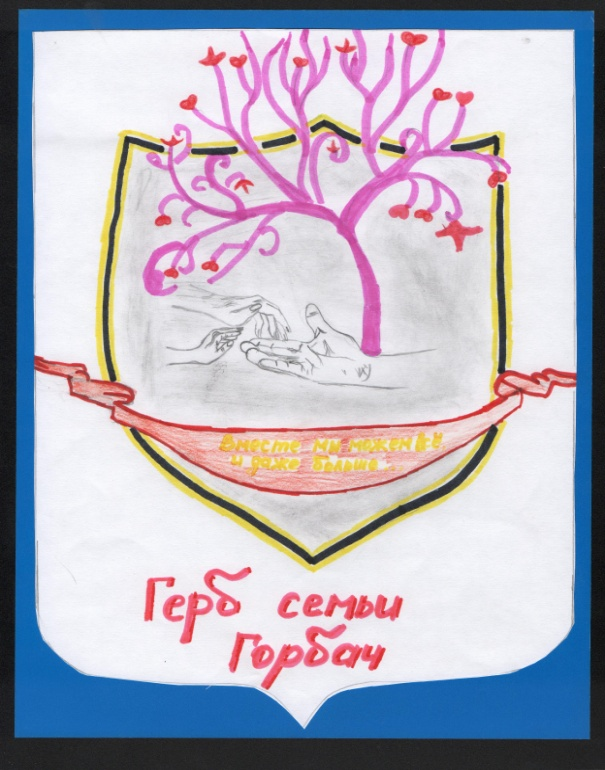 Вместе мы можем всё
и даже больше...
Герб семьи
Горбач